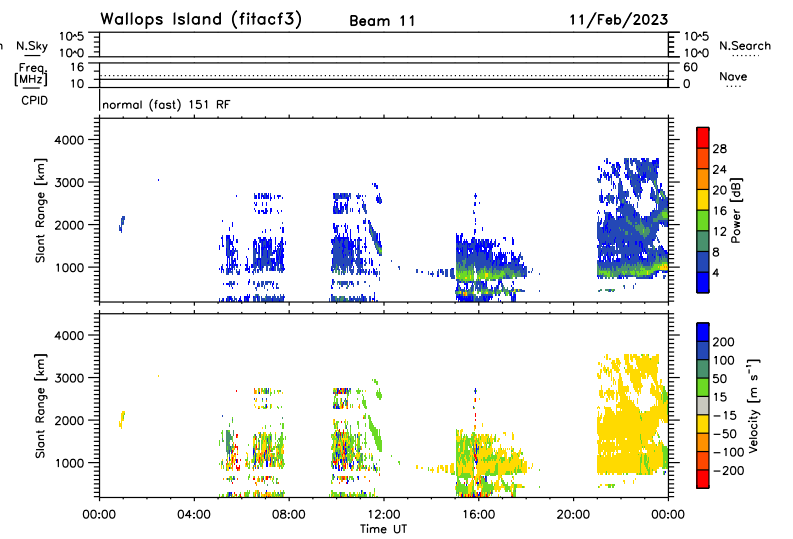 Wallops Island (fitacf3) Beam 11 11/Feb/2023
n N.Sky 10^5 10^0 10^5 10^0 N.Search
Freq. [MHz] 16 10 60 0 Nave
CPID normal (fast) 151 RF
4000
3000
2000
1000
Slant Range [km]
28
24
20
16
12
8
4
Power [dB]
4000
3000
2000
1000
Slant Range [km]
200
100
50
15
-15
-50
-100
-200
Velocity [m s⁻¹]
00:00 04:00 08:00 12:00 16:00 20:00 00:00
Time UT